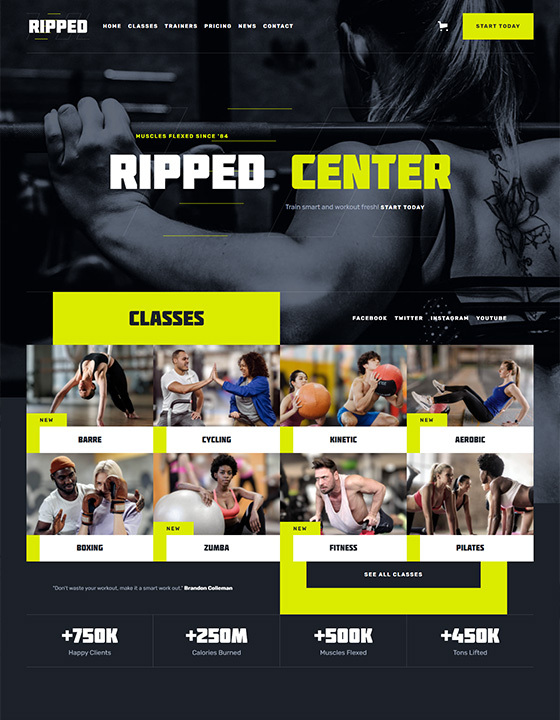 RIPPED
HOME CLASSES TRAINERS PRICING NEWS CONTACT
START TODAY
MUSCLES FLEXED SINCE '84
RIPPED CENTER
Train smart and workout fresh! START TODAY
CLASSES
FACEBOOK TWITTER INSTAGRAM YOUTUBE
NEW
BARRE
CYCLING
KINETIC
NEW
AEROBIC
BOXING
NEW
ZUMBA
NEW
FITNESS
PILATES
SEE ALL CLASSES
"Don't waste your workout, make it a smart work out." Brandon Colleman
+750K +250M +500K +450K
Happy Clients Calories Burned Muscles Flexed Tons Lifted